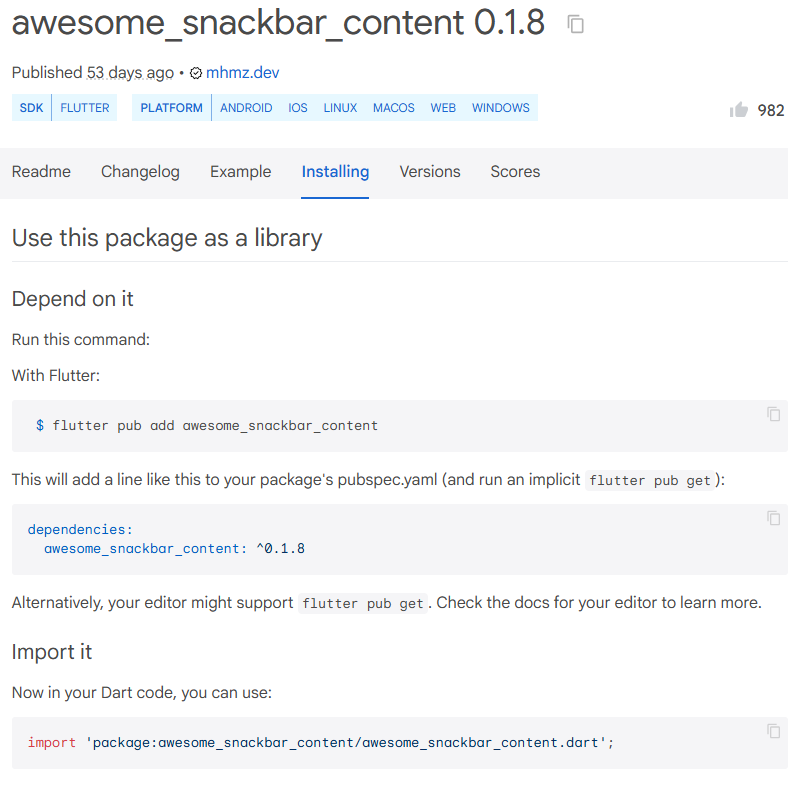 awesome_snackbar_content 0.1.8
Published 53 days ago • mhmz.dev
SDK FLUTTER PLATFORM ANDROID IOS LINUX MACOS WEB WINDOWS 982
Readme Changelog Example Installing Versions Scores
Use this package as a library
Depend on it
Run this command:
With Flutter:
$ flutter pub add awesome_snackbar_content
This will add a line like this to your package's pubspec.yaml (and run an implicit flutter pub get):
dependencies:
  awesome_snackbar_content: ^0.1.8
Alternatively, your editor might support flutter pub get. Check the docs for your editor to learn more.
Import it
Now in your Dart code, you can use:
import 'package:awesome_snackbar_content/awesome_snackbar_content.dart';